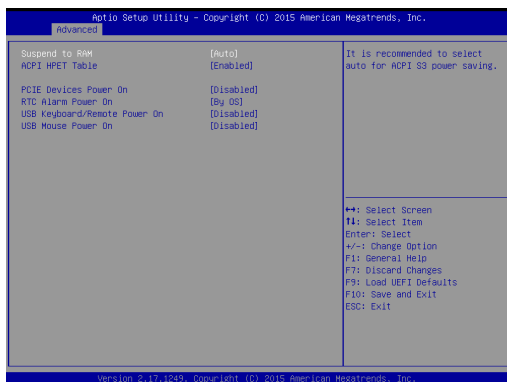 Aptio Setup Utility – Copyright (C) 2015 American Megatrends, Inc.
Advanced
Suspend to RAM [Auto]
ACPI HPET Table [Enabled]
PCIE Devices Power On [Disabled]
RTC Alarm Power On [By OS]
USB Keyboard/Remote Power On [Disabled]
USB Mouse Power On [Disabled]
It is recommended to select
auto for ACPI S3 power saving.
↔: Select Screen
↑↓: Select Item
Enter: Select
+/-: Change Option
F1: General Help
F7: Discard Changes
F9: Load UEFI Defaults
F10: Save and Exit
ESC: Exit
Version 2.17.1249. Copyright (C) 2015 American Megatrends, Inc.